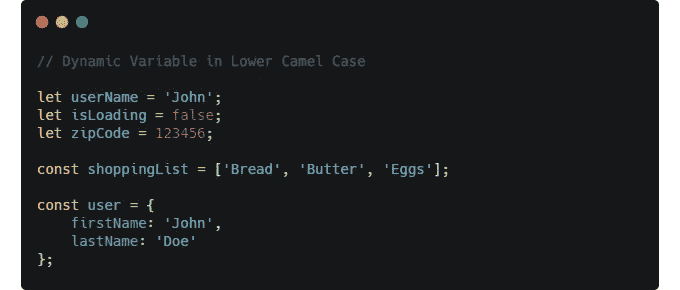 // Dynamic Variable in Lower Camel Case
let userName = 'John';
let isLoading = false;
let zipCode = 123456;
const shoppingList = ['Bread', 'Butter', 'Eggs'];
const user = {
    firstName: 'John',
    lastName: 'Doe'
};